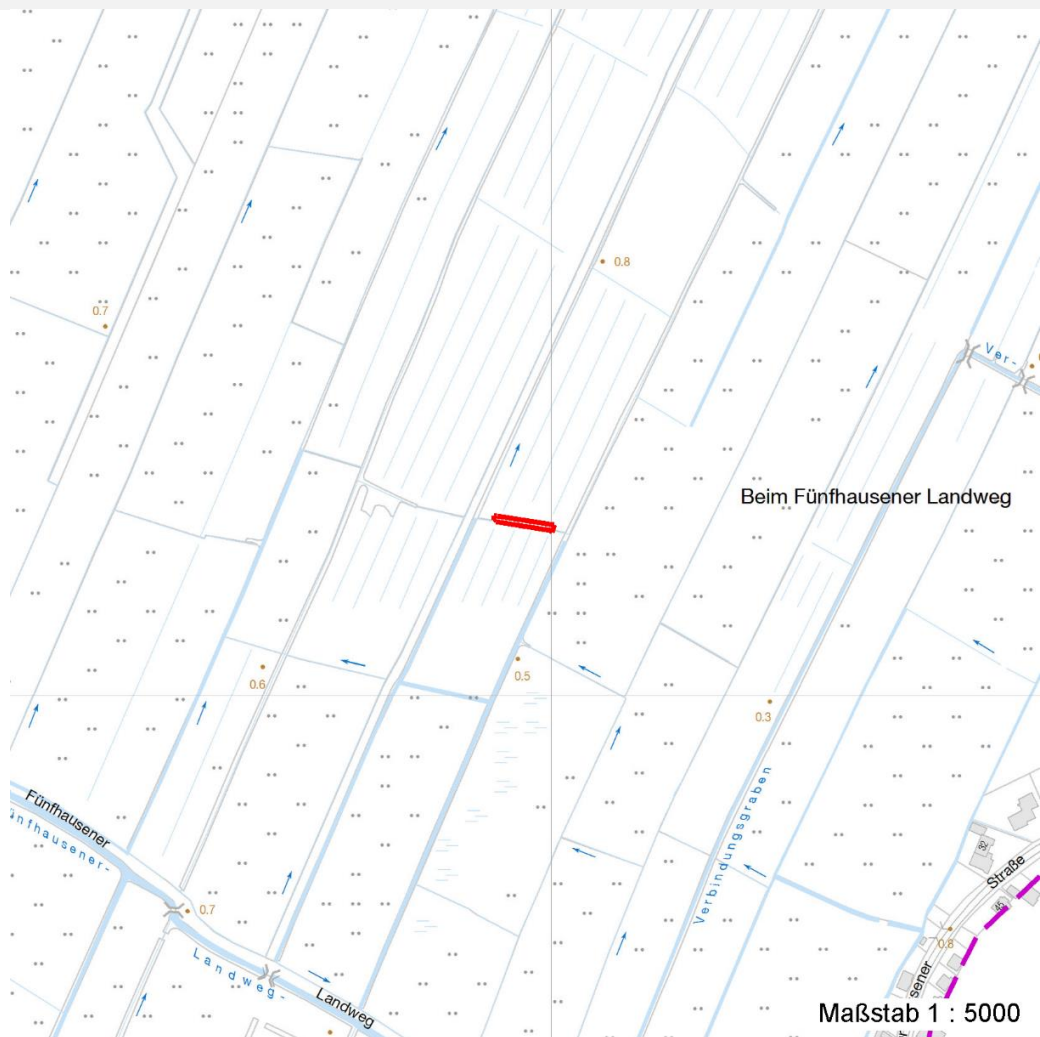 0.8
0.7
Ver-
Beim Fünfhausener Landweg
0.5
0.6
0.3
Verbindungsgraben
Fünfhausener
ünfhausener-
32
Straße
45
0.7
0.8
Landweg-
Landweg
sener
Maßstab 1 : 5000